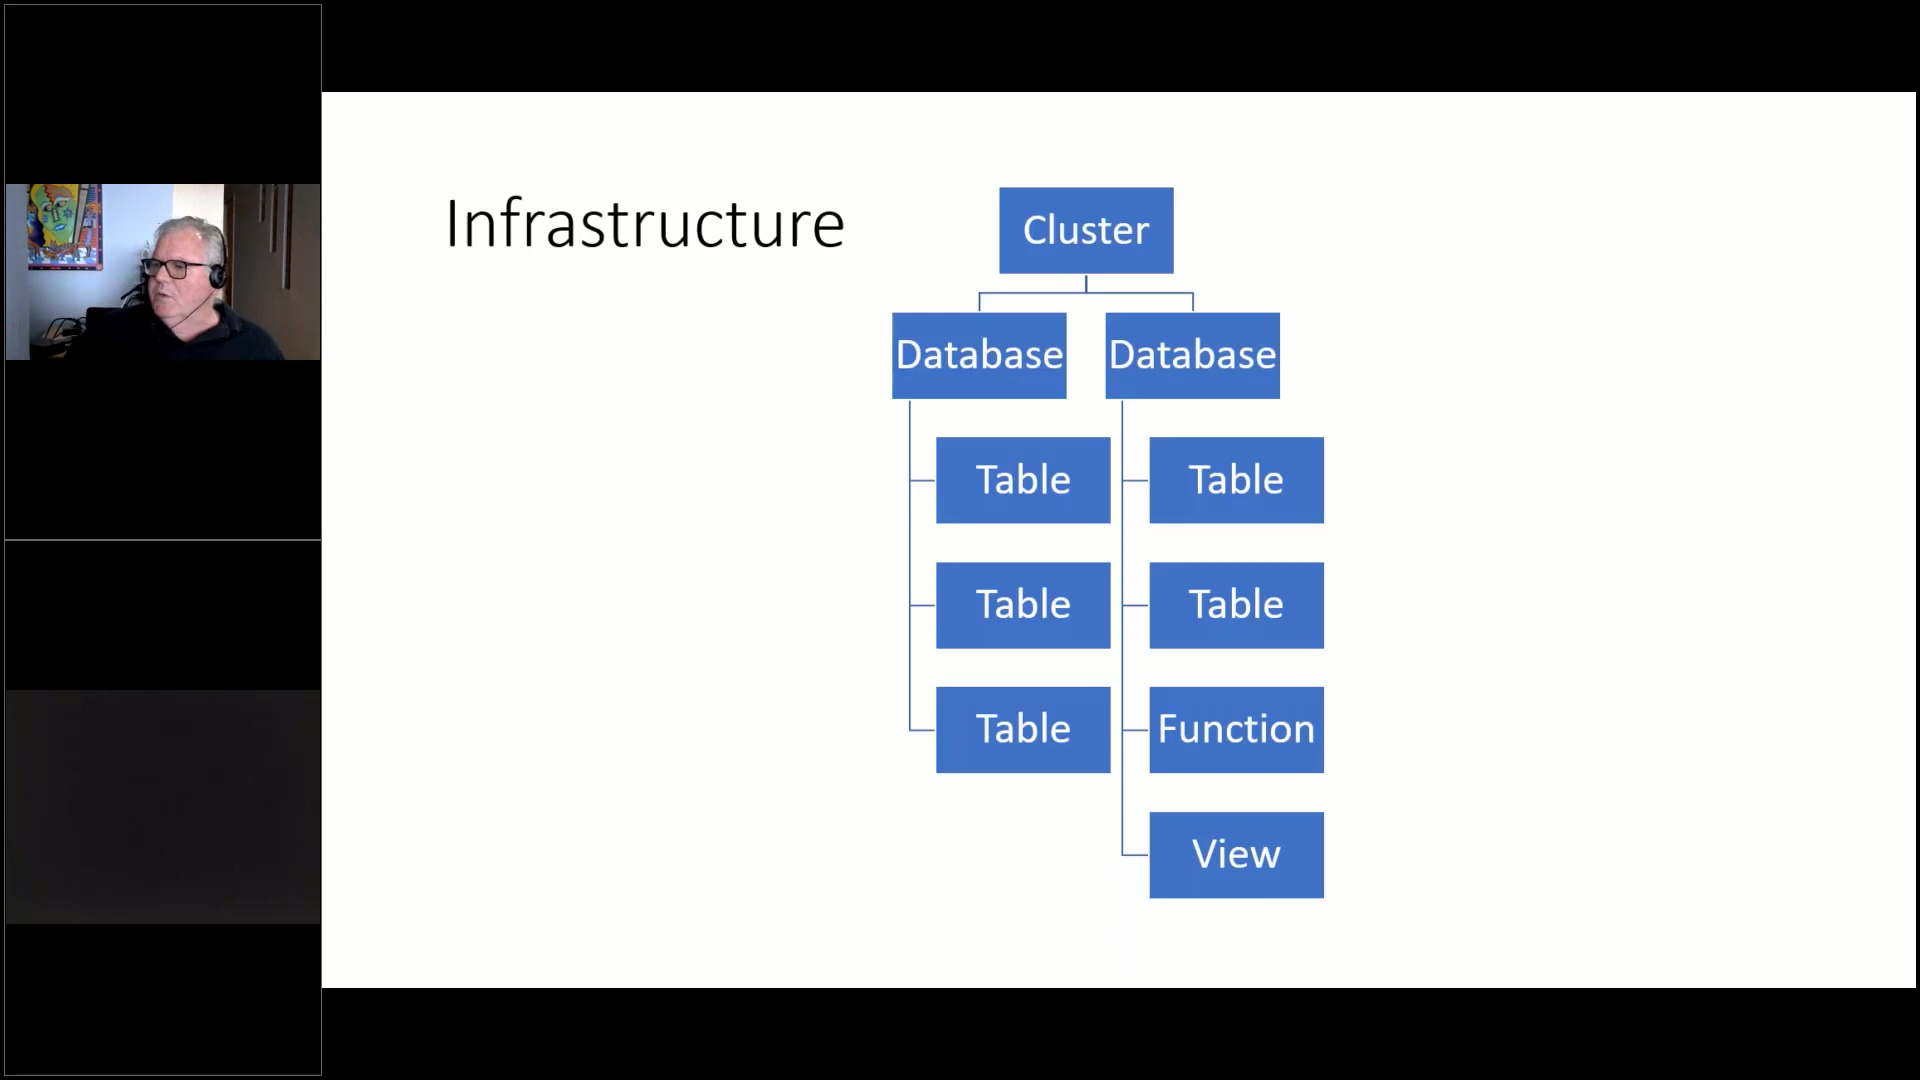 Infrastructure
Cluster
Database
Database
Table
Table
Table
Table
Table
Function
View